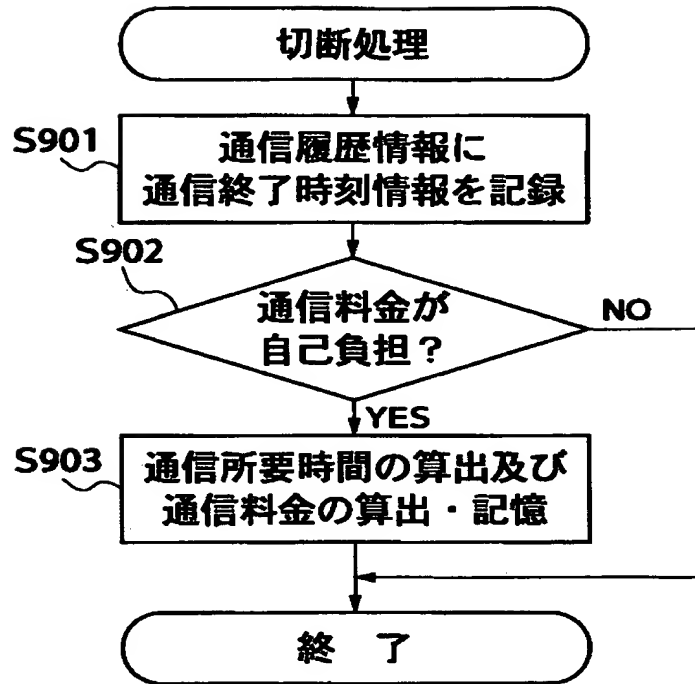 切断処理
S901
通信履歴情報に
通信終了時刻情報を記録
S902
通信料金が
自己負担？
NO
YES
S903
通信所要時間の算出及び
通信料金の算出・記憶
終 了